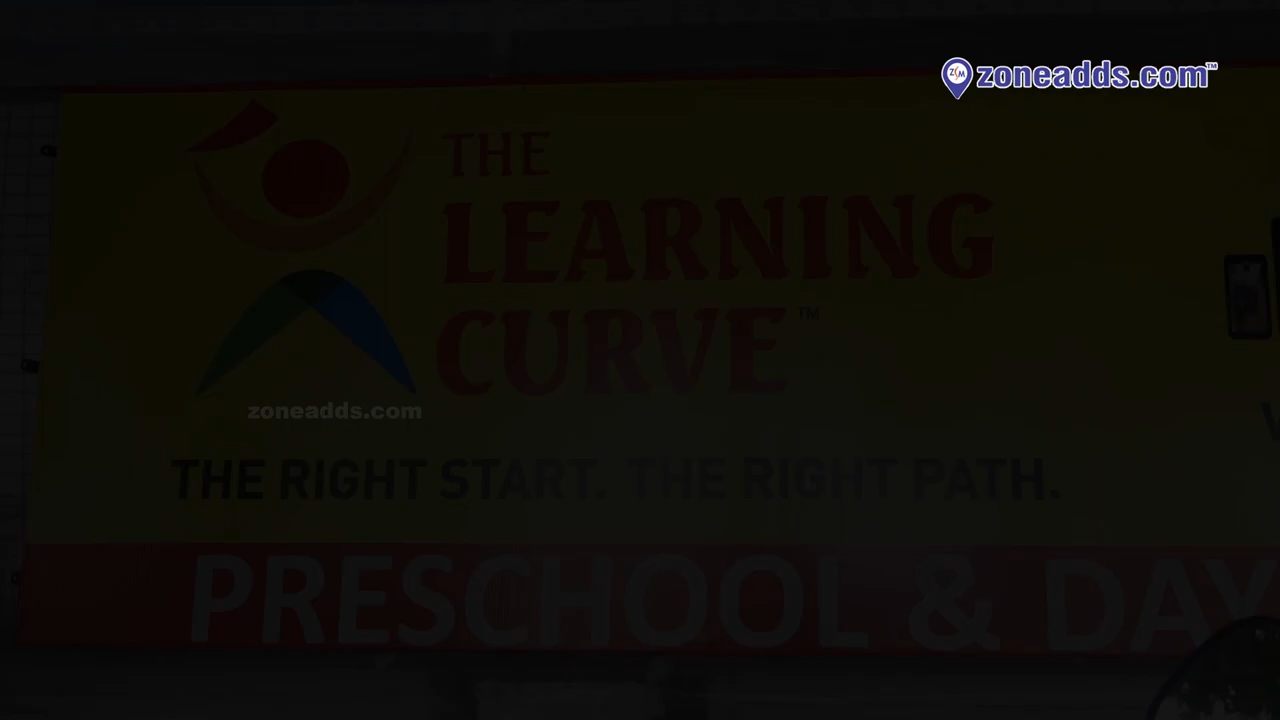 zoneadds.com™
THE
LEARNING
CURVE™
zoneadds.com
THE RIGHT START. THE RIGHT PATH.
PRESCHOOL & DAY